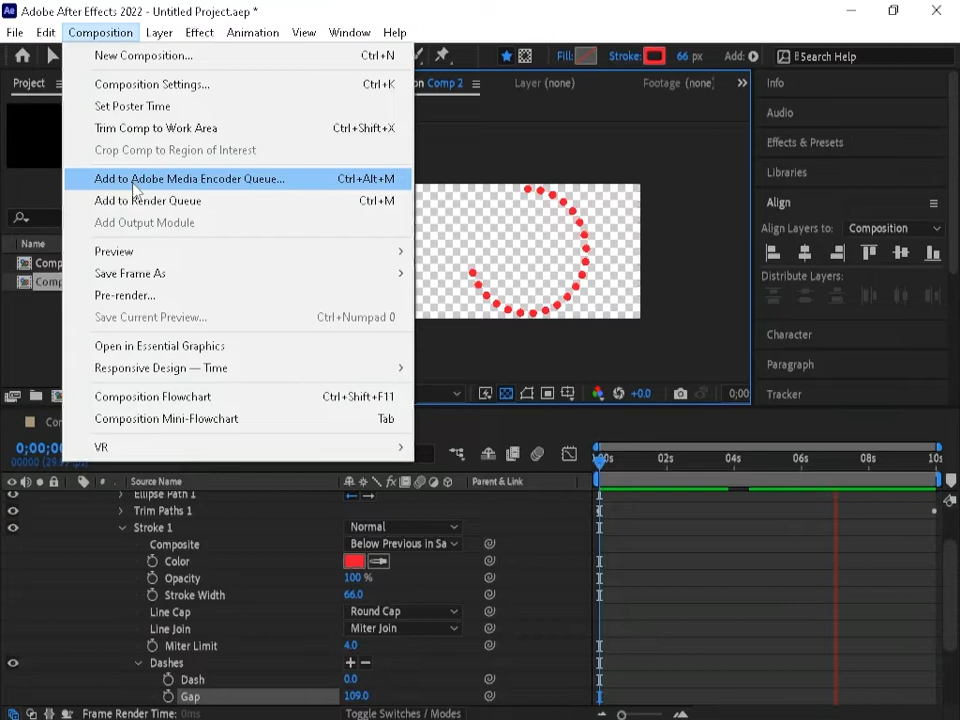 Ae Adobe After Effects 2022 - Untitled Project.aep *
File Edit Composition Layer Effect Animation View Window Help
Fill: Stroke: 66 px Add: Search Help
Project
New Composition... Ctrl+N
Composition Settings... Ctrl+K
Set Poster Time
Trim Comp to Work Area Ctrl+Shift+X
Crop Comp to Region of Interest
Add to Adobe Media Encoder Queue... Ctrl+Alt+M
Add to Render Queue Ctrl+M
Add Output Module
Preview
Save Frame As
Pre-render...
Save Current Preview... Ctrl+Numpad 0
Open in Essential Graphics
Responsive Design — Time
Composition Flowchart Ctrl+Shift+F11
Composition Mini-Flowchart Tab
VR
Comp 2 Layer (none) Footage (none)
Info
Audio
Effects & Presets
Libraries
Align
Align Layers to: Composition
Distribute Layers:
Character
Paragraph
Tracker
Name
Comp
Comp
+0.0 0;00
0;00s 02s 04s 06s 08s 10s
Source Name Parent & Link
Ellipse Path 1
Trim Paths 1
Stroke 1 Normal
Composite Below Previous in Sa
Color
Opacity 100 %
Stroke Width 66.0
Line Cap Round Cap
Line Join Miter Join
Miter Limit 4.0
Dashes
Dash 0.0
Gap 109.0
Frame Render Time: 0ms Toggle Switches / Modes